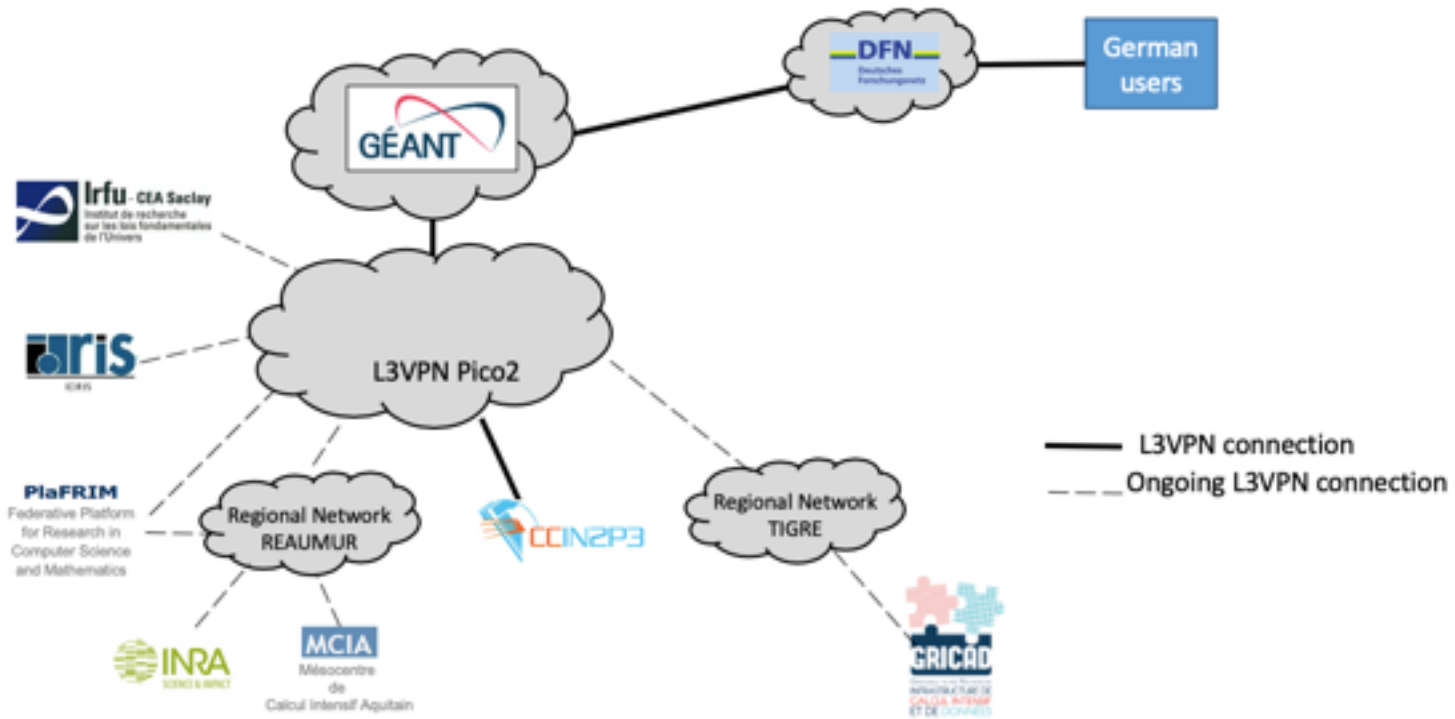 DFN
Deutsches
Forschungsnetz
German
users
GÉANT
Irfu - CEA Saclay
Institut de recherche
sur les lois fondamentales
de l'Univers
idris
IDRIS
L3VPN Pico2
L3VPN connection
Ongoing L3VPN connection
PlaFRIM
Federative Platform
for Research in
Computer Science
and Mathematics
Regional Network
REAUMUR
CCIN2P3
Regional Network
TIGRE
INRA
SCIENCE & IMPACT
MCIA
Mésocentre
de
Calcul Intensif Aquitain
GRICAD
INFRASTRUCTURE DE
CALCUL INTENSIF
ET DE DONNÉES